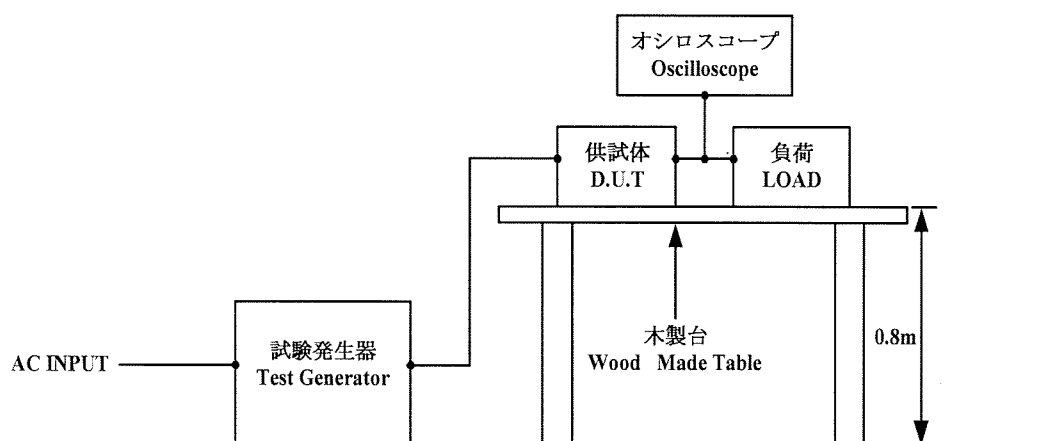 オシロスコープ
Oscilloscope
供試体
D.U.T
負荷
LOAD
木製台
Wood Made Table
0.8m
試験発生器
Test Generator
AC INPUT